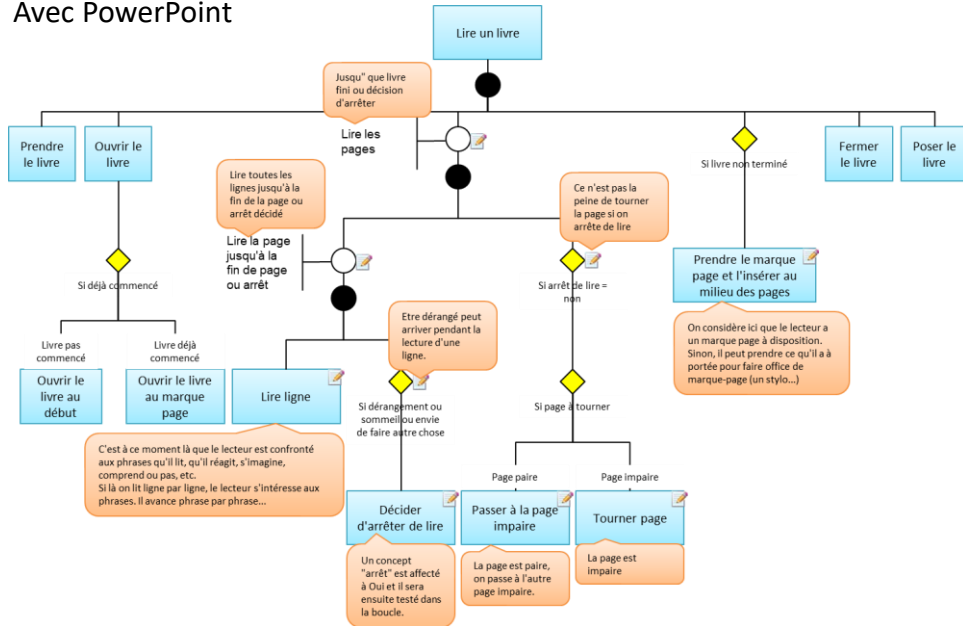 Avec PowerPoint
Lire un livre
Jusqu" que livre
fini ou décision
d'arrêter
Lire les
pages
Prendre
le livre
Ouvrir le
livre
Si livre non terminé
Fermer
le livre
Poser le
livre
Lire toutes les
lignes jusqu'à la
fin de la page ou
arrêt décidé
Lire la page
jusqu'à la
fin de page
ou arrêt
Ce n'est pas la
peine de tourner
la page si on
arrête de lire
Si déjà commencé
Si arrêt de lire =
non
Prendre le marque
page et l'insérer au
milieu des pages
On considère ici que le lecteur a
un marque page à disposition.
Sinon, il peut prendre ce qu'il a à
portée pour faire office de
marque-page (un stylo...)
Etre dérangé peut
arriver pendant la
lecture d'une
ligne.
Livre pas
commencé
Livre déjà
commencé
Ouvrir le
livre au
début
Ouvrir le livre
au marque
page
Lire ligne
Si dérangement ou
sommeil ou envie
de faire autre chose
Si page à tourner
C'est à ce moment là que le lecteur est confronté
aux phrases qu'il lit, qu'il réagit, s'imagine,
comprend ou pas, etc.
Si là on lit ligne par ligne, le lecteur s'intéresse aux
phrases. Il avance phrase par phrase...
Page paire
Page impaire
Décider
d'arrêter de lire
Passer à la page
impaire
Tourner page
Un concept
"arrêt" est affecté
à Oui et il sera
ensuite testé dans
la boucle.
La page est paire,
on passe à l'autre
page impaire.
La page est
impaire